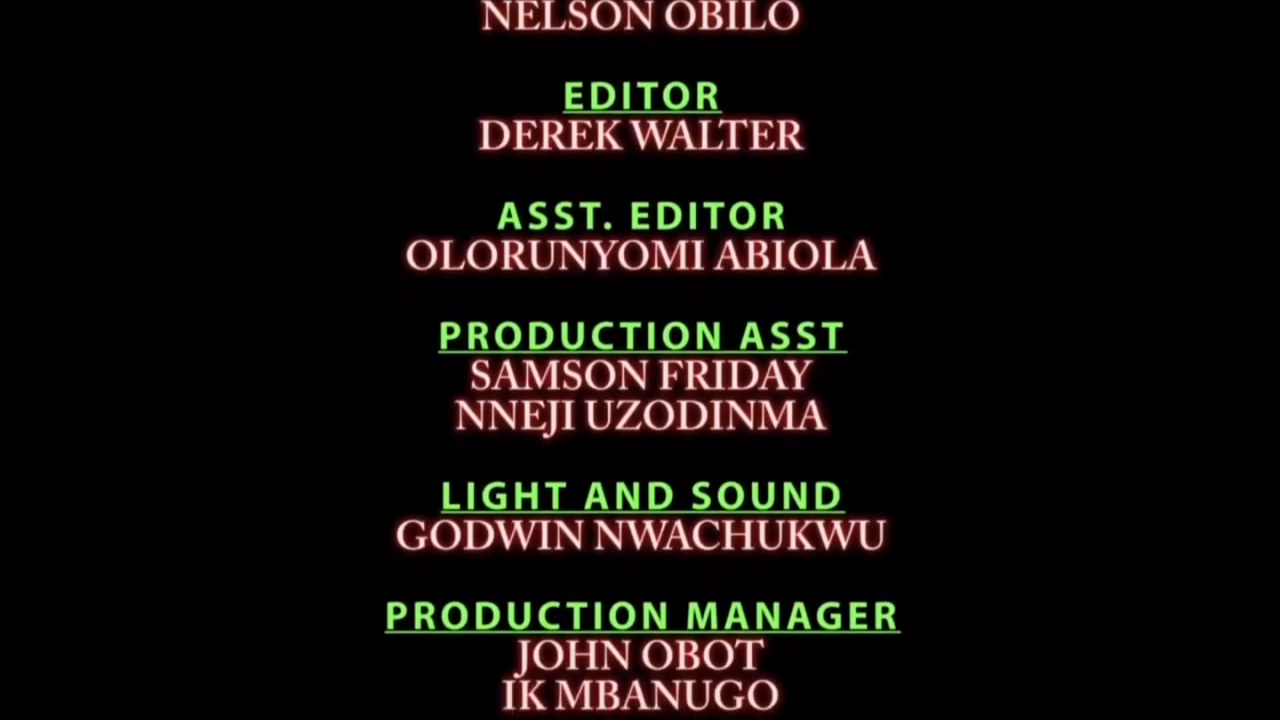 NELSON OBILO
EDITOR
DEREK WALTER
ASST. EDITOR
OLORUNYOMI ABIOLA
PRODUCTION ASST
SAMSON FRIDAY
NNEJI UZODINMA
LIGHT AND SOUND
GODWIN NWACHUKWU
PRODUCTION MANAGER
JOHN OBOT
IK MBANUGO